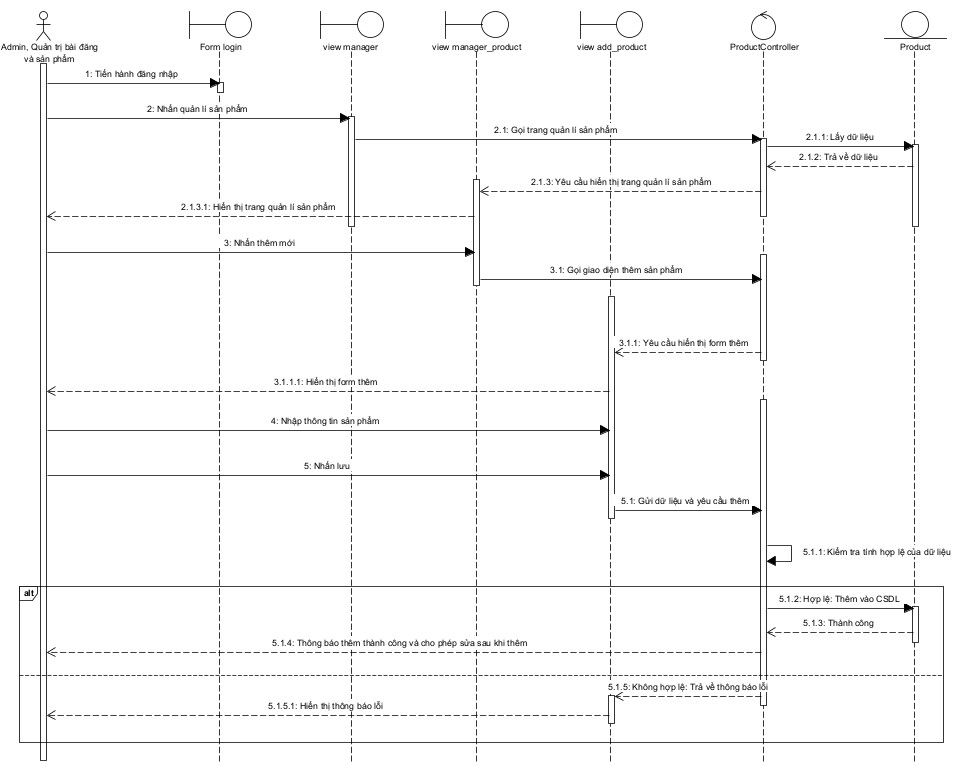 Admin, Quản trị bài đăng
và sản phẩm
Form login
view manager
view manager_product
view add_product
ProductController
Product
1: Tiến hành đăng nhập
2: Nhấn quản lí sản phẩm
2.1: Gọi trang quản lí sản phẩm
2.1.1: Lấy dữ liệu
2.1.2: Trả về dữ liệu
2.1.3: Yêu cầu hiển thị trang quản lí sản phẩm
2.1.3.1: Hiển thị trang quản lí sản phẩm
3: Nhấn thêm mới
3.1: Gọi giao diện thêm sản phẩm
3.1.1: Yêu cầu hiển thị form thêm
3.1.1.1: Hiển thị form thêm
4: Nhập thông tin sản phẩm
5: Nhấn lưu
5.1: Gửi dữ liệu và yêu cầu thêm
5.1.1: Kiểm tra tính hợp lệ của dữ liệu
alt
5.1.2: Hợp lệ: Thêm vào CSDL
5.1.3: Thành công
5.1.4: Thông báo thêm thành công và cho phép sửa sau khi thêm
5.1.5: Không hợp lệ: Trả về thông báo lỗi
5.1.5.1: Hiển thị thông báo lỗi